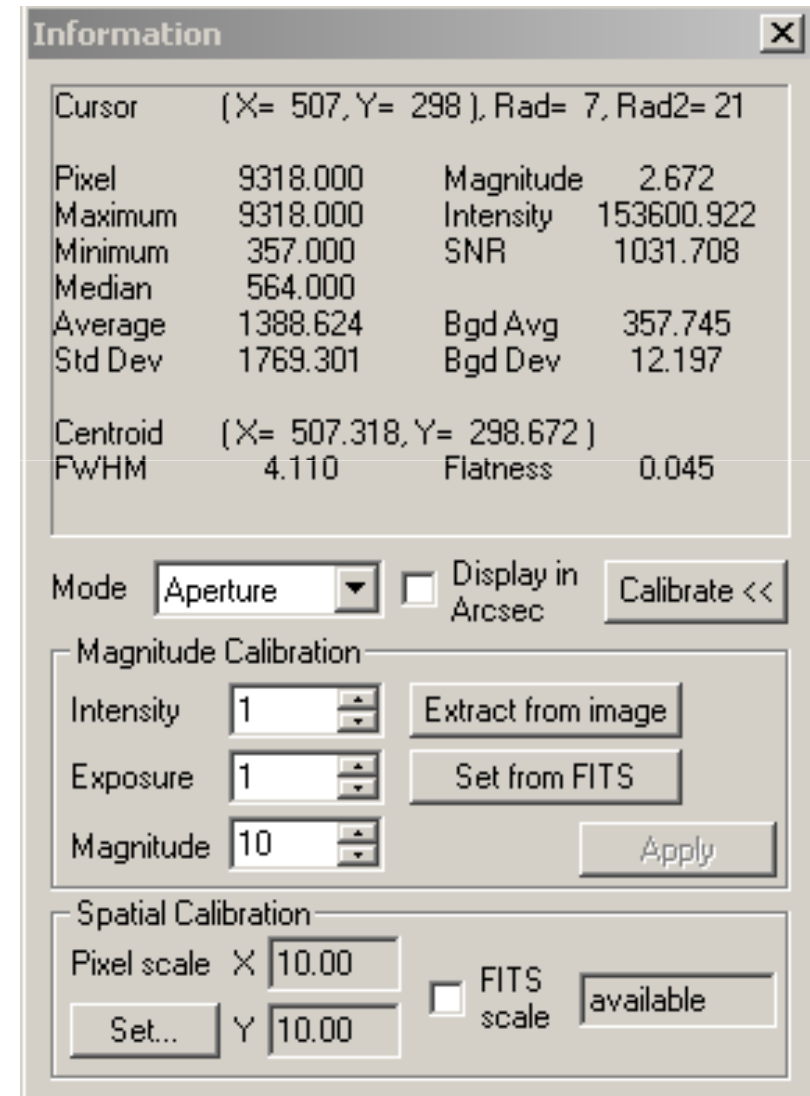 Information
Cursor (X= 507, Y= 298 ), Rad= 7, Rad2= 21
Pixel 9318.000 Magnitude 2.672
Maximum 9318.000 Intensity 153600.922
Minimum 357.000 SNR 1031.708
Median 564.000
Average 1388.624 Bgd Avg 357.745
Std Dev 1769.301 Bgd Dev 12.197
Centroid (X= 507.318, Y= 298.672 )
FWHM 4.110 Flatness 0.045
Mode Aperture Display in Arcsec Calibrate <<
Magnitude Calibration
Intensity 1 Extract from image
Exposure 1 Set from FITS
Magnitude 10 Apply
Spatial Calibration
Pixel scale X 10.00 FITS scale available
Set... Y 10.00